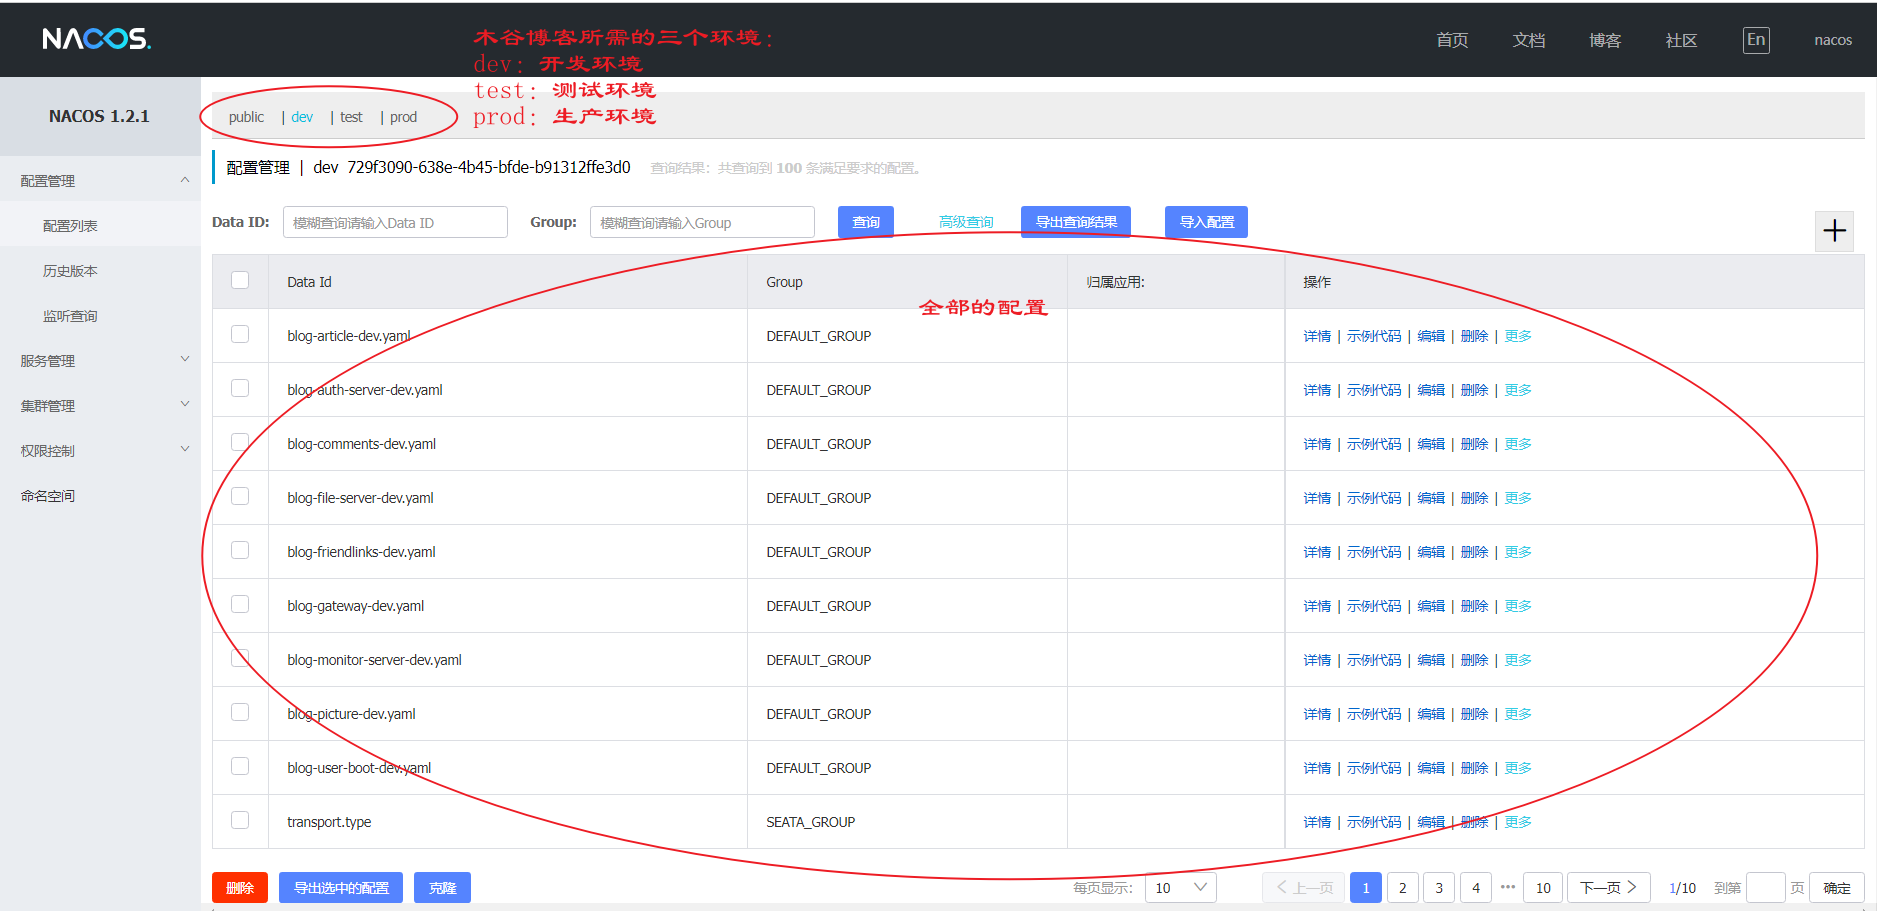 NACOS.
首页 文档 博客 社区 En nacos
木谷博客所需的三个环境:
dev: 开发环境
test: 测试环境
prod: 生产环境
NACOS 1.2.1
配置管理
配置列表
历史版本
监听查询
服务管理
集群管理
权限控制
命名空间
public | dev | test | prod
配置管理 | dev 729f3090-638e-4b45-bfde-b91312ffe3d0 查询结果：共查询到 100 条满足要求的配置。
Data ID: 模糊查询请输入Data ID Group: 模糊查询请输入Group 查询 高级查询 导出查询结果 导入配置
Data Id Group 归属应用: 操作
全部的配置
blog-article-dev.yaml DEFAULT_GROUP 详情 | 示例代码 | 编辑 | 删除 | 更多
blog-auth-server-dev.yaml DEFAULT_GROUP 详情 | 示例代码 | 编辑 | 删除 | 更多
blog-comments-dev.yaml DEFAULT_GROUP 详情 | 示例代码 | 编辑 | 删除 | 更多
blog-file-server-dev.yaml DEFAULT_GROUP 详情 | 示例代码 | 编辑 | 删除 | 更多
blog-friendlinks-dev.yaml DEFAULT_GROUP 详情 | 示例代码 | 编辑 | 删除 | 更多
blog-gateway-dev.yaml DEFAULT_GROUP 详情 | 示例代码 | 编辑 | 删除 | 更多
blog-monitor-server-dev.yaml DEFAULT_GROUP 详情 | 示例代码 | 编辑 | 删除 | 更多
blog-picture-dev.yaml DEFAULT_GROUP 详情 | 示例代码 | 编辑 | 删除 | 更多
blog-user-boot-dev.yaml DEFAULT_GROUP 详情 | 示例代码 | 编辑 | 删除 | 更多
transport.type SEATA_GROUP 详情 | 示例代码 | 编辑 | 删除 | 更多
删除 导出选中的配置 克隆 每页显示: 10 上一页 1 2 3 4 ··· 10 下一页 1/10 到第 页 确定